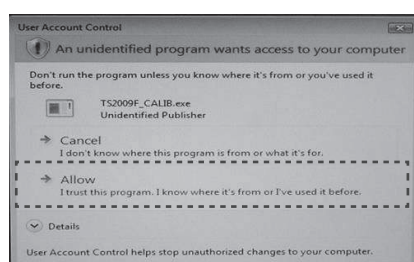 User Account Control
An unidentified program wants access to your computer
Don't run the program unless you know where it's from or you've used it
before.
TS2009F_CALIB.exe
Unidentified Publisher
Cancel
I don't know where this program is from or what it's for.
Allow
I trust this program. I know where it's from or I've used it before.
Details
User Account Control helps stop unauthorized changes to your computer.